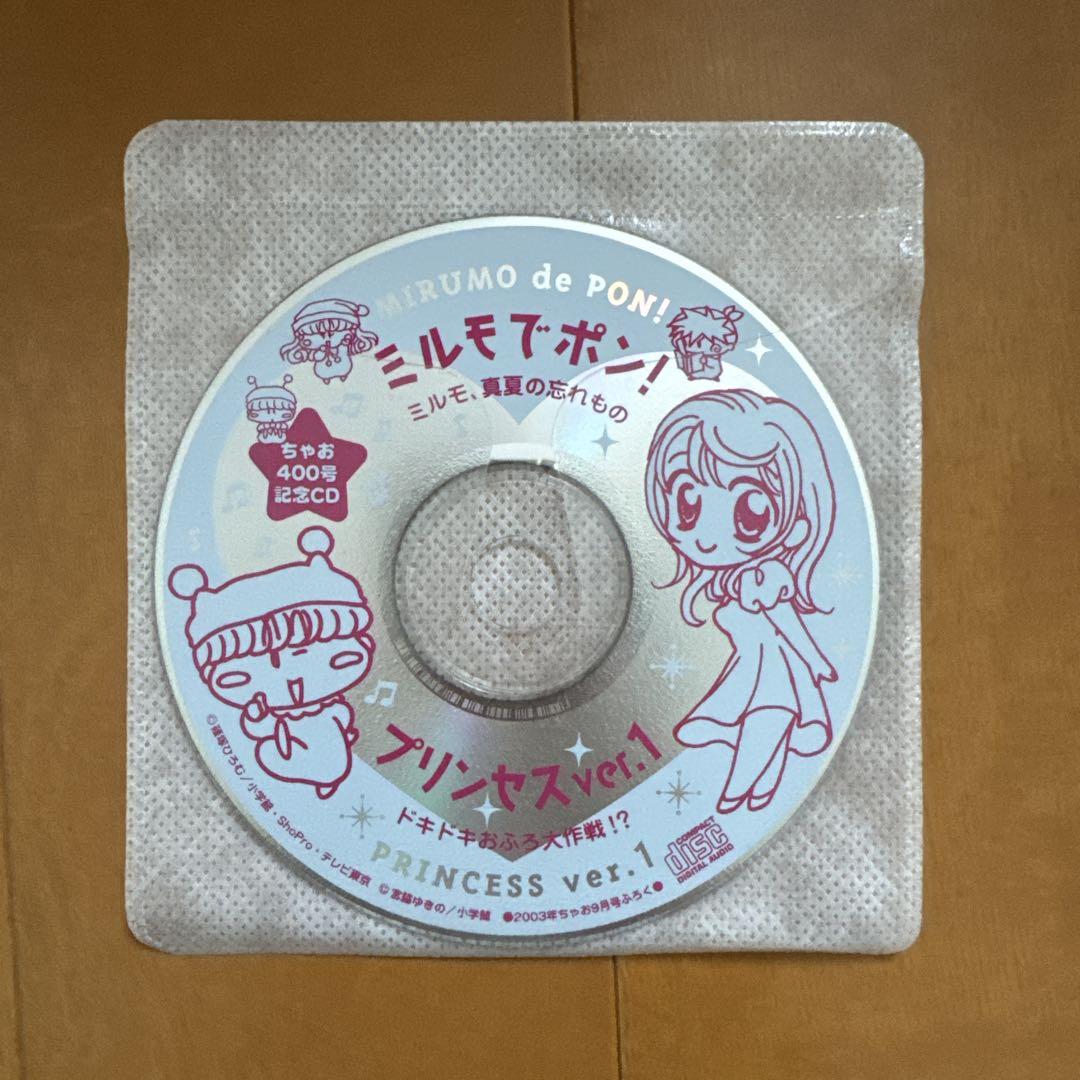 MIRUMO de PON!
ミルモでポン!
ミルモ、真夏の忘れもの
ちゃお
400号
記念CD
プリンセスver.1
ドキドキおふろ大作戦!?
PRINCESS ver.1
COMPACT
disc
DIGITAL AUDIO
©篠塚ひろむ/小学館・ShoPro・テレビ東京 ©宮脇ゆきの/小学館 ●2003年ちゃお9月号ふろく●